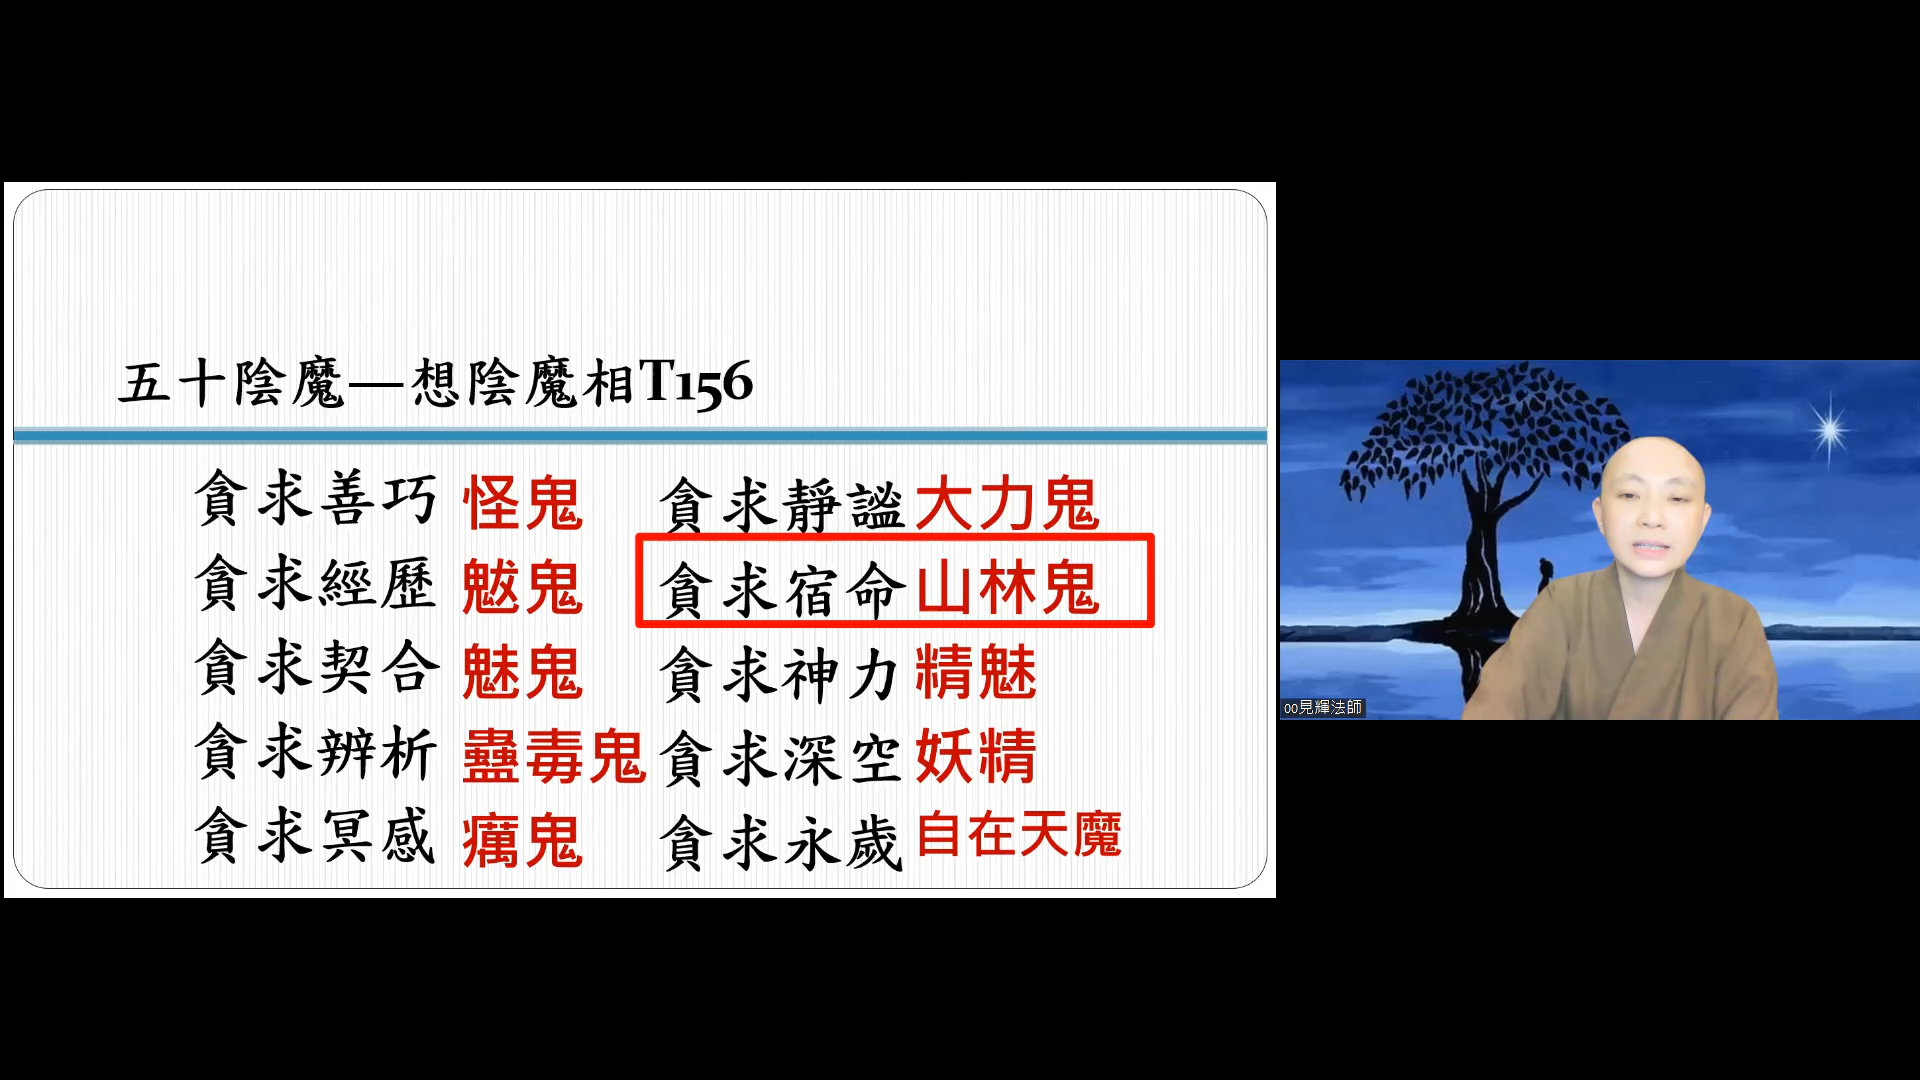 五十陰魔—想陰魔相T156
貪求善巧 怪鬼
貪求經歷 魃鬼
貪求契合 魅鬼
貪求辨析 蠱毒鬼
貪求冥感 癘鬼
貪求靜謐 大力鬼
貪求宿命 山林鬼
貪求神力 精魅
貪求深空 妖精
貪求永歲 自在天魔
oo見輝法師